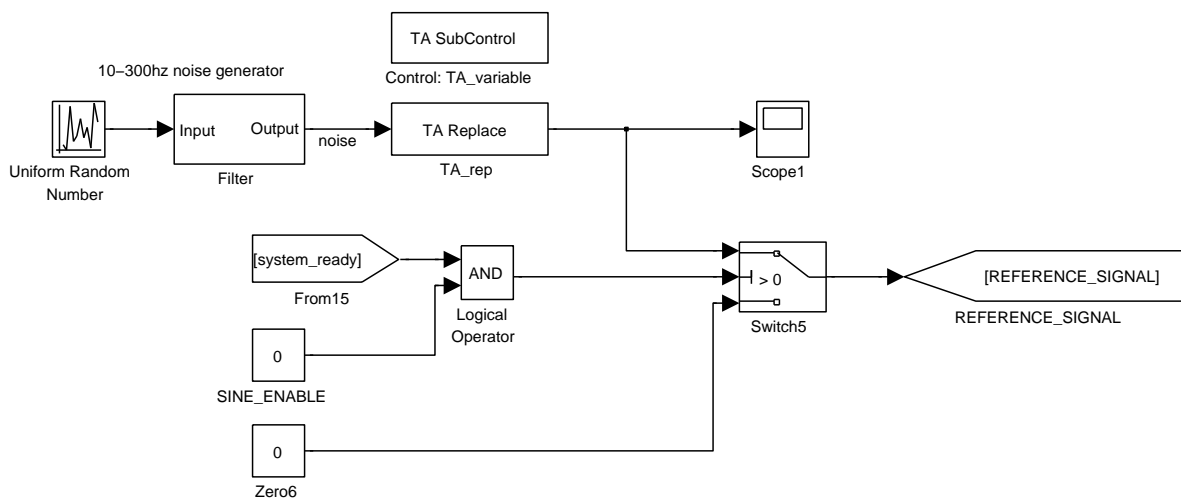 TA SubControl
Control: TA_variable
10–300hz noise generator
Input
Output
noise
TA Replace
Uniform Random
Number
Filter
TA_rep
Scope1
[system_ready]
From15
AND
Logical
Operator
> 0
Switch5
[REFERENCE_SIGNAL]
REFERENCE_SIGNAL
0
SINE_ENABLE
0
Zero6